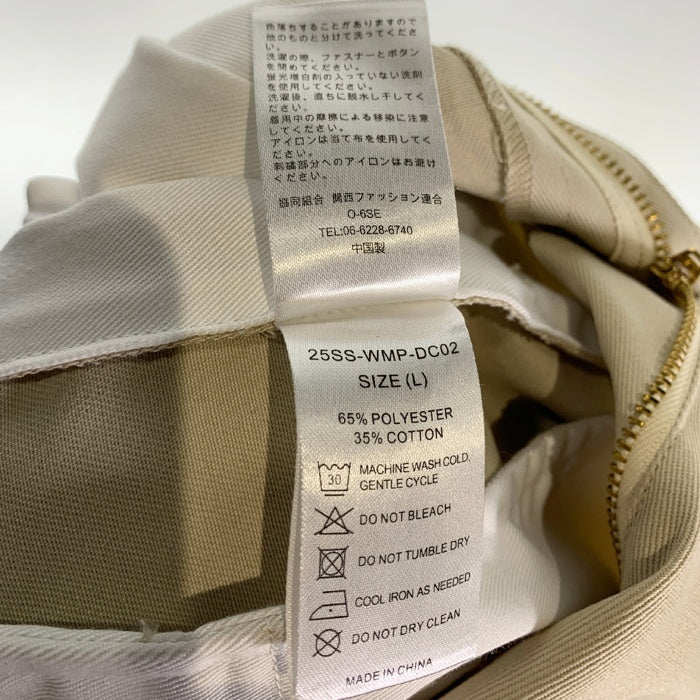 色落ちすることがありますので
他のものと分けて洗ってくださ
い。
洗濯の際、ファスナーとボタン
を閉めてください。
蛍光増白剤の入っていない洗剤
を使用してください。
洗濯後、直ちに脱水し干してく
ださい。
着用中の摩擦による移染に注意
してください。
アイロンは当て布を使用してく
ださい。
刺繍部分へのアイロンはお避け
ください。
協同組合 関西ファッション連合
O-6SE
TEL:06-6228-6740
中国製
25SS-WMP-DC02
SIZE (L)
65% POLYESTER
35% COTTON
30
MACHINE WASH COLD,
GENTLE CYCLE
DO NOT BLEACH
DO NOT TUMBLE DRY
COOL IRON AS NEEDED
DO NOT DRY CLEAN
MADE IN CHINA